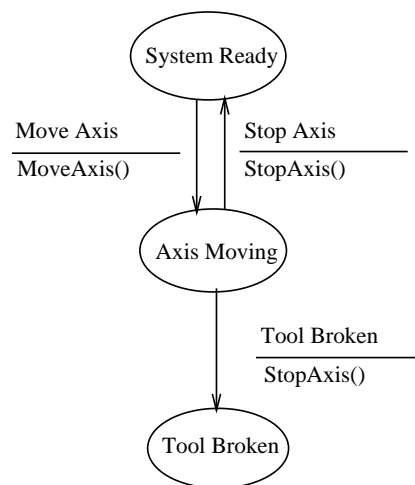 System Ready
Move Axis
MoveAxis()
Stop Axis
StopAxis()
Axis Moving
Tool Broken
StopAxis()
Tool Broken